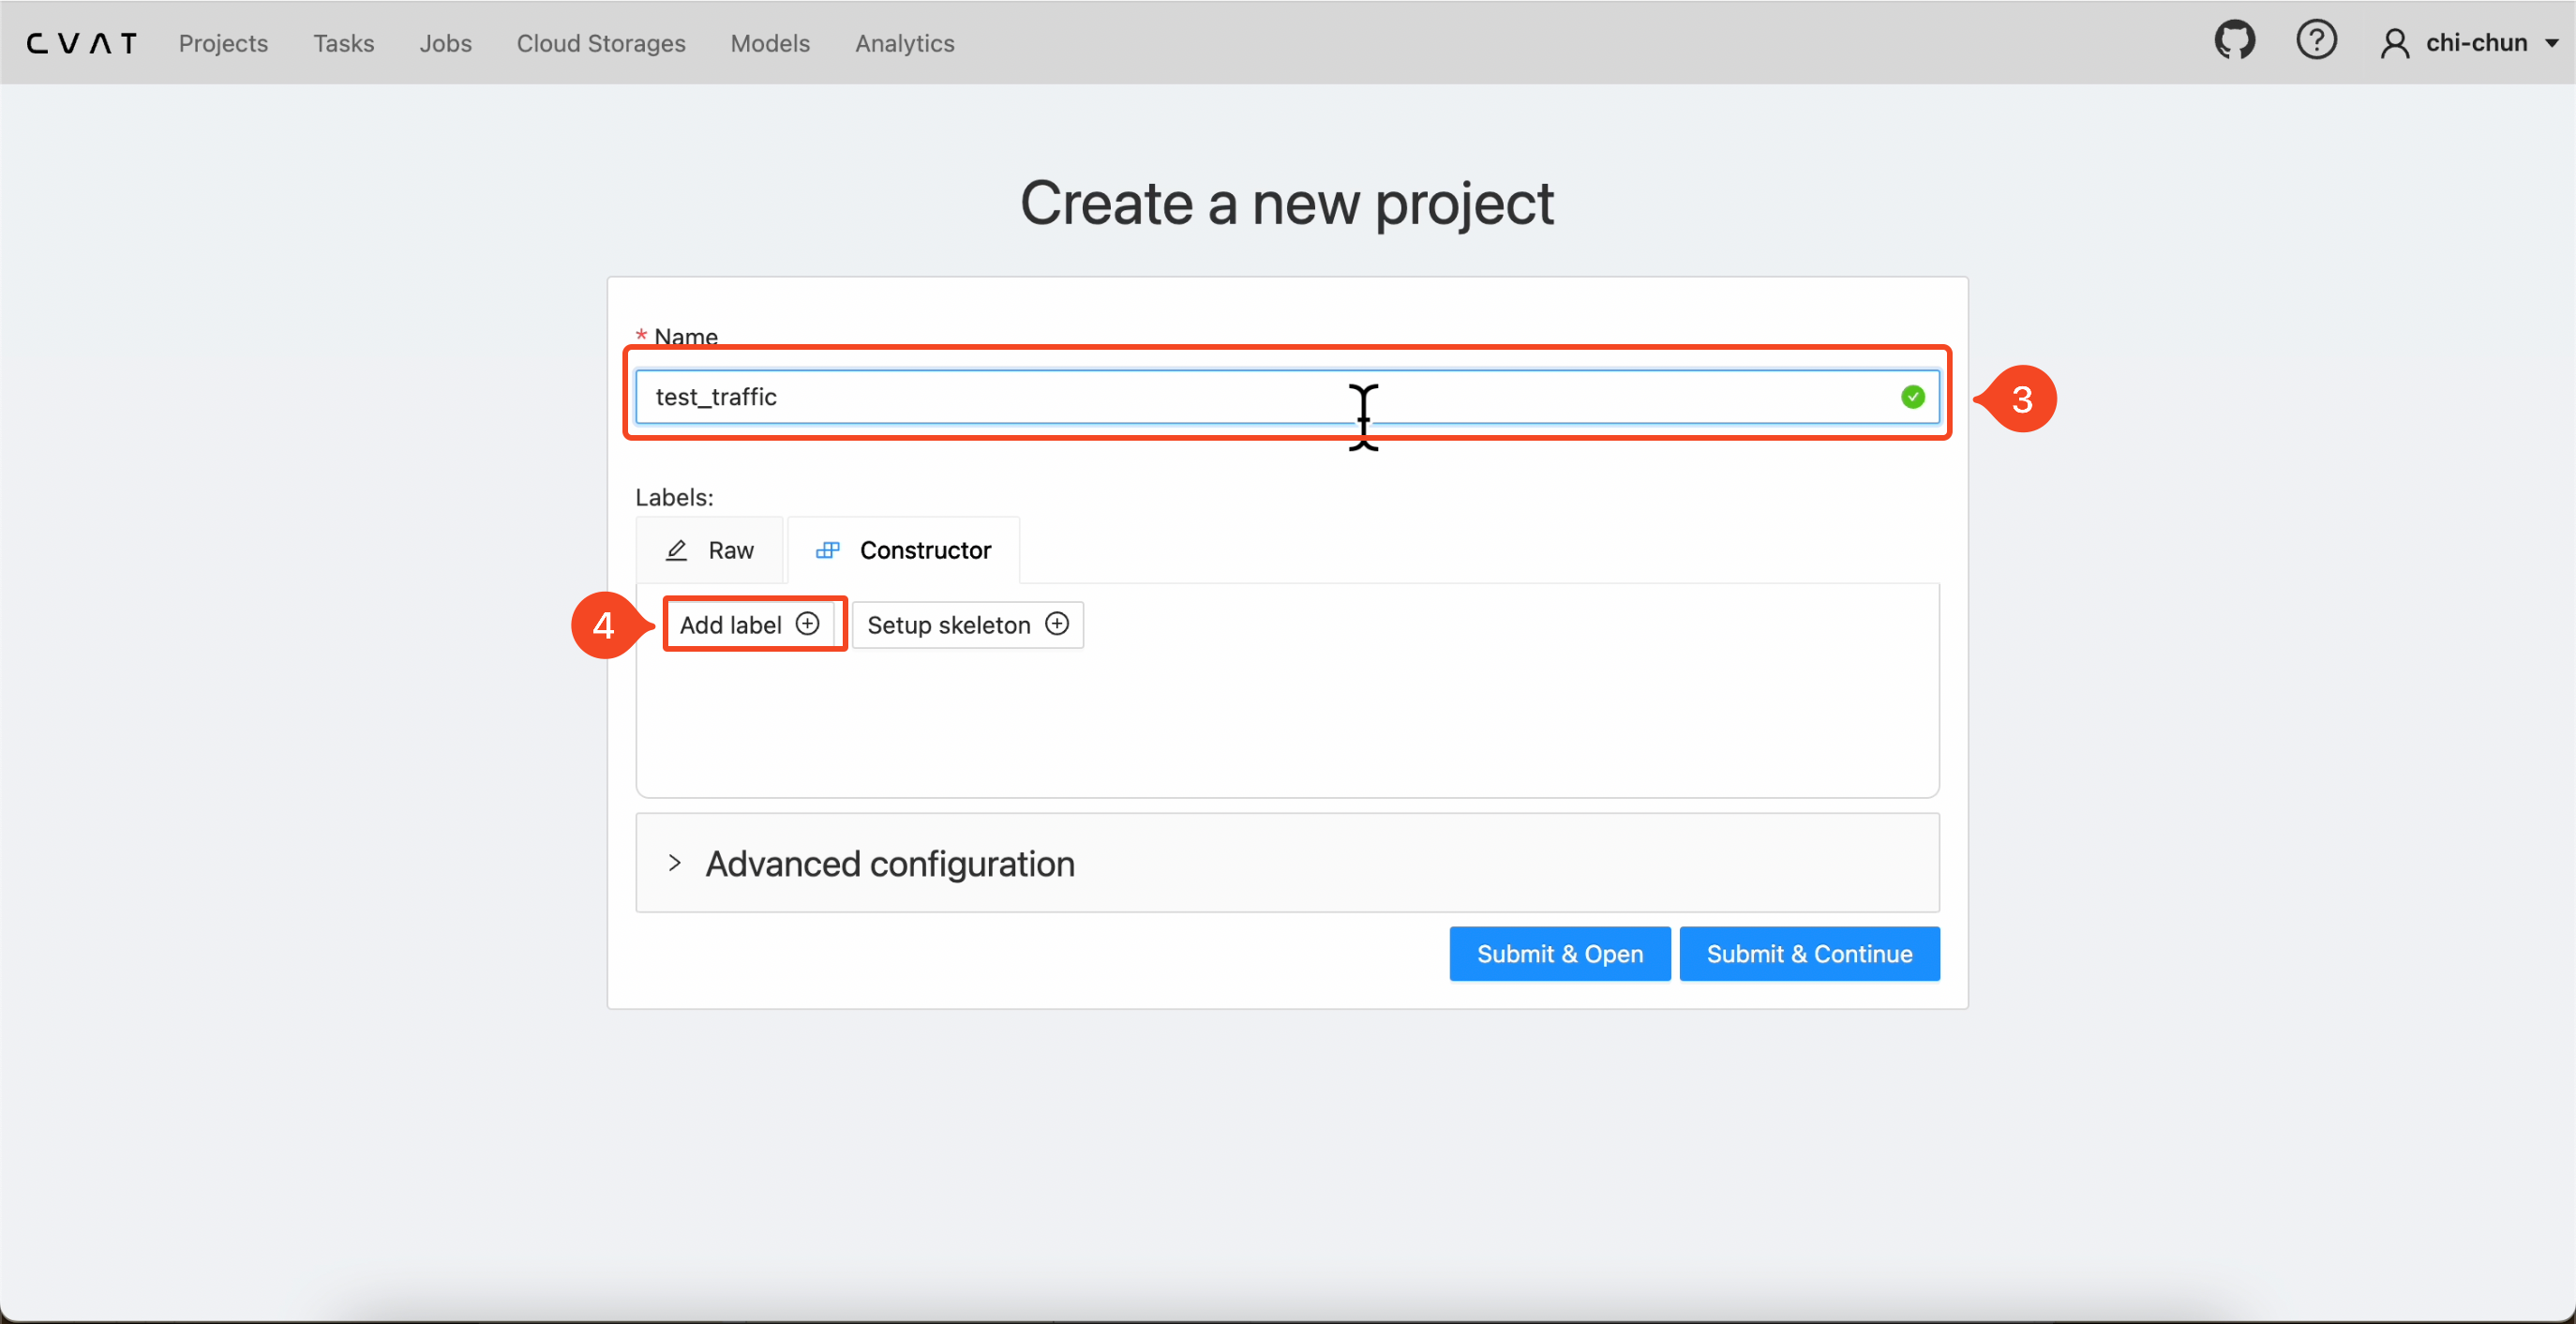 CVAT Projects Tasks Jobs Cloud Storages Models Analytics chi-chun
Create a new project
* Name
test_traffic
3
Labels:
Raw Constructor
4 Add label Setup skeleton
> Advanced configuration
Submit & Open Submit & Continue